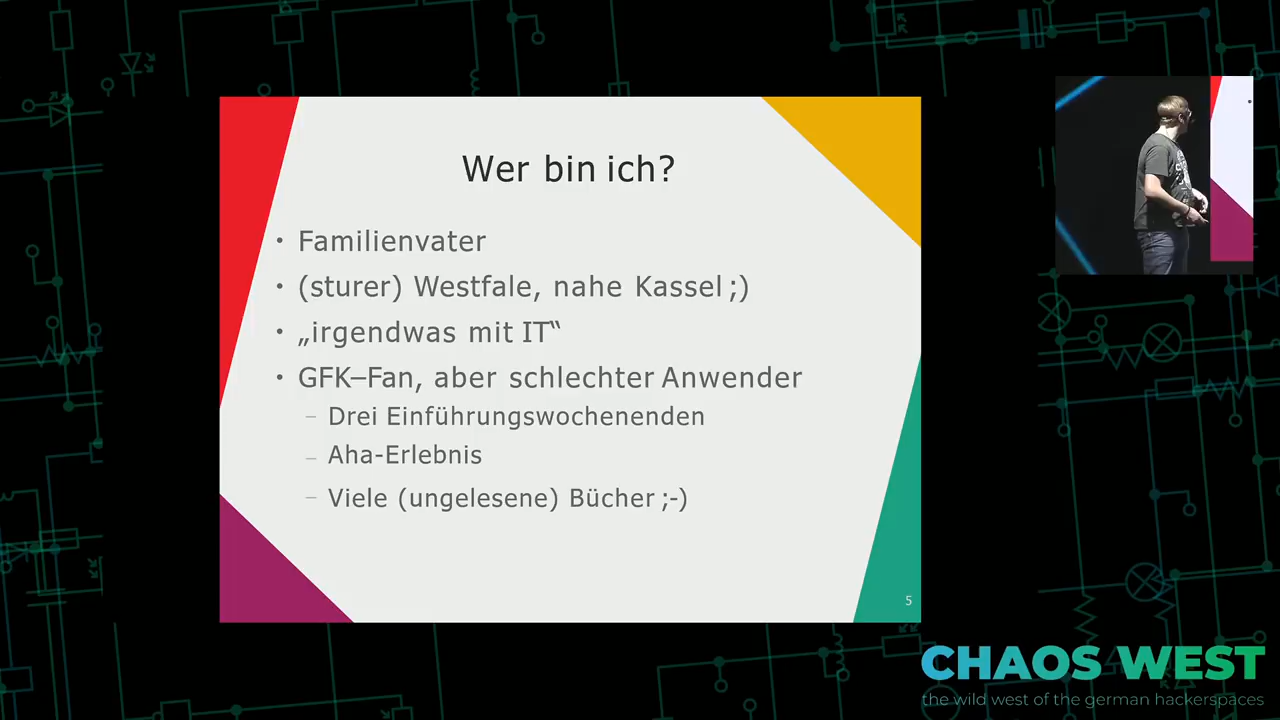 Wer bin ich?
• Familienvater
• (sturer) Westfale, nahe Kassel ;)
• „irgendwas mit IT“
• GFK–Fan, aber schlechter Anwender
– Drei Einführungswochenenden
– Aha-Erlebnis
– Viele (ungelesene) Bücher ;-)
5
CHAOS WEST
the wild west of the german hackerspaces